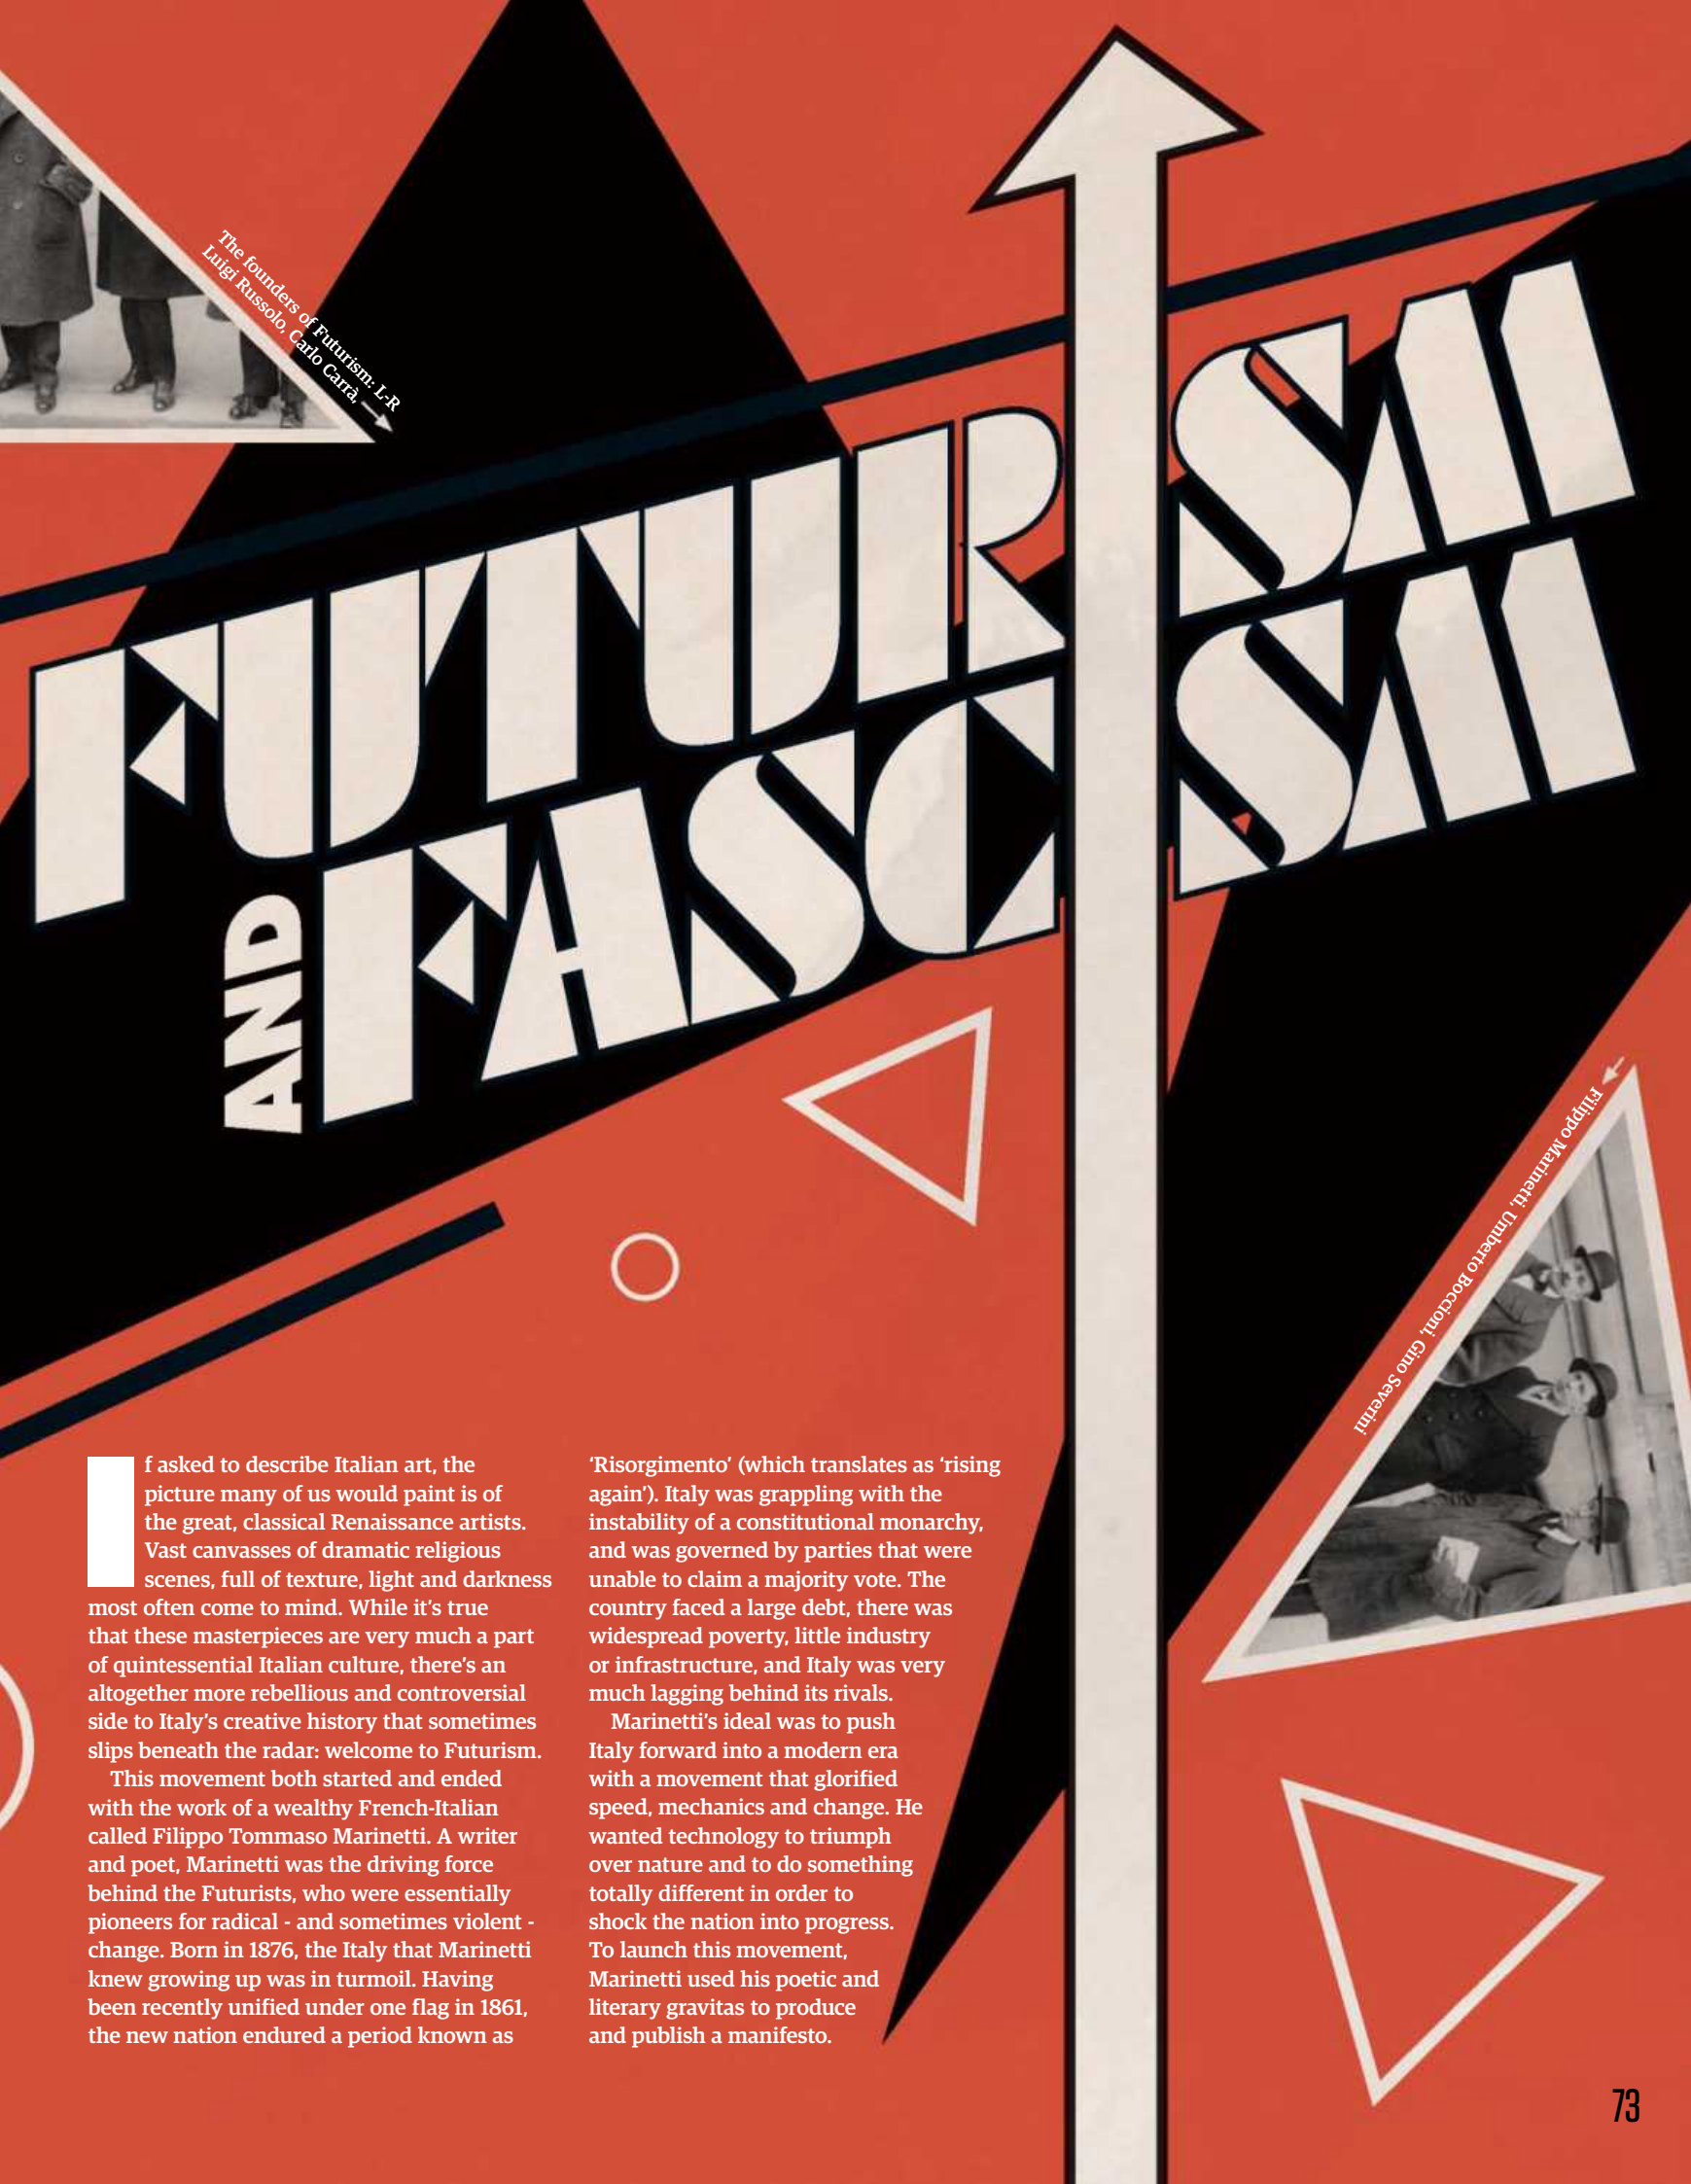 The founders of Futurism: L-R
Luigi Russolo, Carlo Carrà,
FUTURISM
AND
FASCISM
Filippo Marinetti, Umberto Boccioni, Gino Severini
If asked to describe Italian art, the
picture many of us would paint is of
the great, classical Renaissance artists.
Vast canvasses of dramatic religious
scenes, full of texture, light and darkness
most often come to mind. While it's true
that these masterpieces are very much a part
of quintessential Italian culture, there's an
altogether more rebellious and controversial
side to Italy's creative history that sometimes
slips beneath the radar: welcome to Futurism.
This movement both started and ended
with the work of a wealthy French-Italian
called Filippo Tommaso Marinetti. A writer
and poet, Marinetti was the driving force
behind the Futurists, who were essentially
pioneers for radical - and sometimes violent -
change. Born in 1876, the Italy that Marinetti
knew growing up was in turmoil. Having
been recently unified under one flag in 1861,
the new nation endured a period known as
‘Risorgimento’ (which translates as ‘rising
again’). Italy was grappling with the
instability of a constitutional monarchy,
and was governed by parties that were
unable to claim a majority vote. The
country faced a large debt, there was
widespread poverty, little industry
or infrastructure, and Italy was very
much lagging behind its rivals.
Marinetti's ideal was to push
Italy forward into a modern era
with a movement that glorified
speed, mechanics and change. He
wanted technology to triumph
over nature and to do something
totally different in order to
shock the nation into progress.
To launch this movement,
Marinetti used his poetic and
literary gravitas to produce
and publish a manifesto.
73